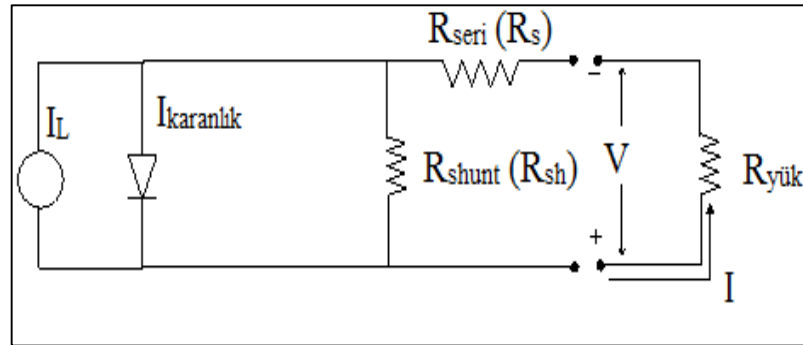 Rseri (Rs)
-
IL
Ikaranlık
Rshunt (Rsh)
V
Ryük
+
I